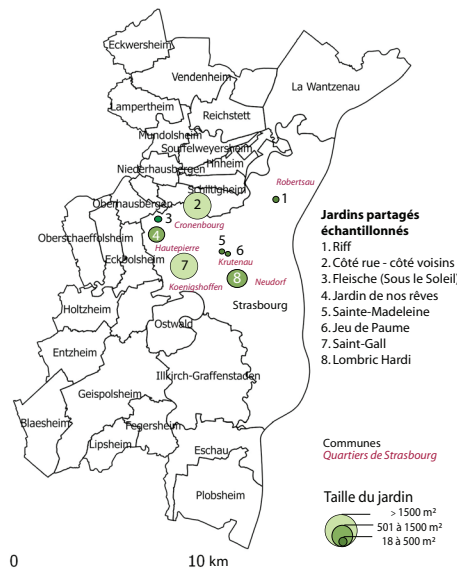 Eckwersheim
Vendenheim
La Wantzenau
Lampertheim
Reichstett
Mundolsheim
Souffelweyersheim
Hœnheim
Niederhausbergen
Robertsau
Schiltigheim
Oberhausbergen
2
1
3
Cronenbourg
Oberschaeffolsheim
4
Hautepierre
5
6
Eckbolsheim
7
Krutenau
8
Neudorf
Koenigshoffen
Strasbourg
Holtzheim
Ostwald
Entzheim
Illkirch-Graffenstaden
Geispolsheim
Blaesheim
Fegersheim
Lipsheim
Eschau
Plobsheim
Jardins partagés
échantillonnés
1. Riff
2. Côté rue - côté voisins
3. Fleische (Sous le Soleil)
4. Jardin de nos rêves
5. Sainte-Madeleine
6. Jeu de Paume
7. Saint-Gall
8. Lombric Hardi
Communes
Quartiers de Strasbourg
Taille du jardin
> 1500 m²
501 à 1500 m²
18 à 500 m²
0 10 km